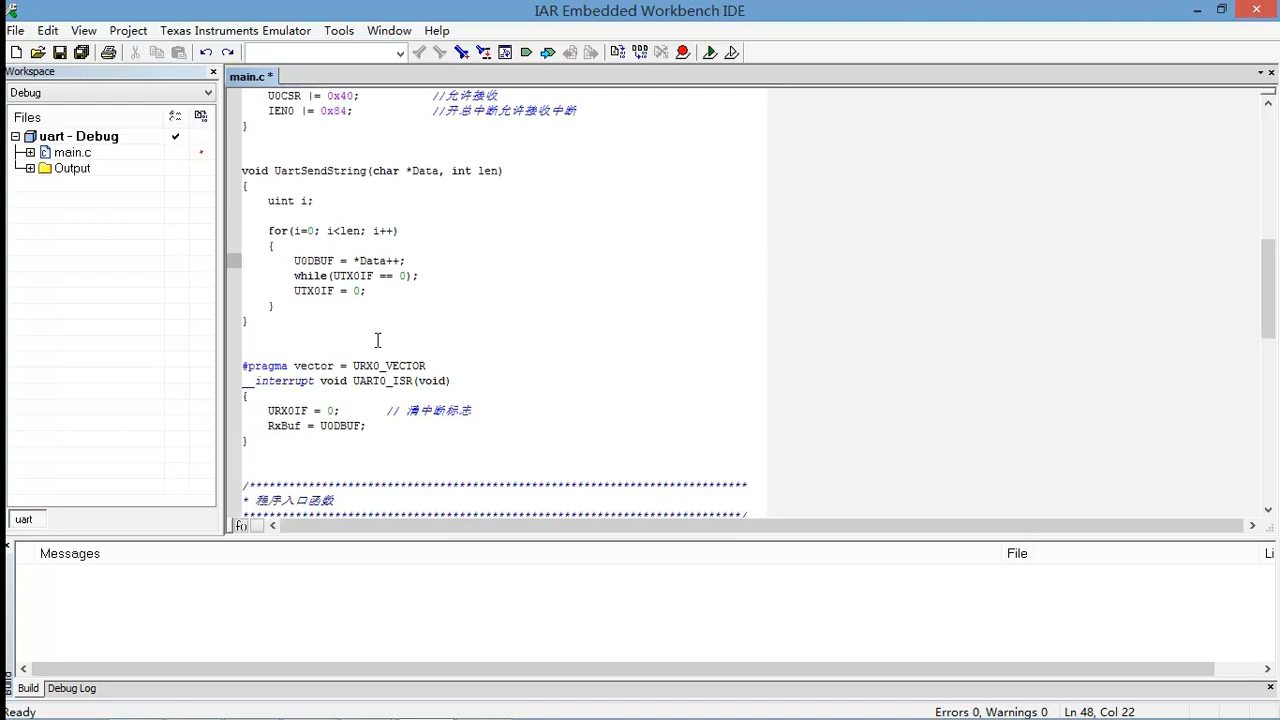 IAR Embedded Workbench IDE
File Edit View Project Texas Instruments Emulator Tools Window Help
Workspace
main.c *
Debug
Files
uart - Debug
main.c
Output
uart
U0CSR |= 0x40; //允许接收
IEN0 |= 0x84; //开总中断允许接收中断
}
void UartSendString(char *Data, int len)
{
uint i;
for(i=0; i<len; i++)
{
U0DBUF = *Data++;
while(UTX0IF == 0);
UTX0IF = 0;
}
}
#pragma vector = URX0_VECTOR
__interrupt void UART0_ISR(void)
{
URX0IF = 0; // 清中断标志
RxBuf = U0DBUF;
}
/*****************************************************************************
* 程序入口函数
*****************************************************************************/
Messages File Li
Build
Build Debug Log
Ready Errors 0, Warnings 0 Ln 48, Col 22